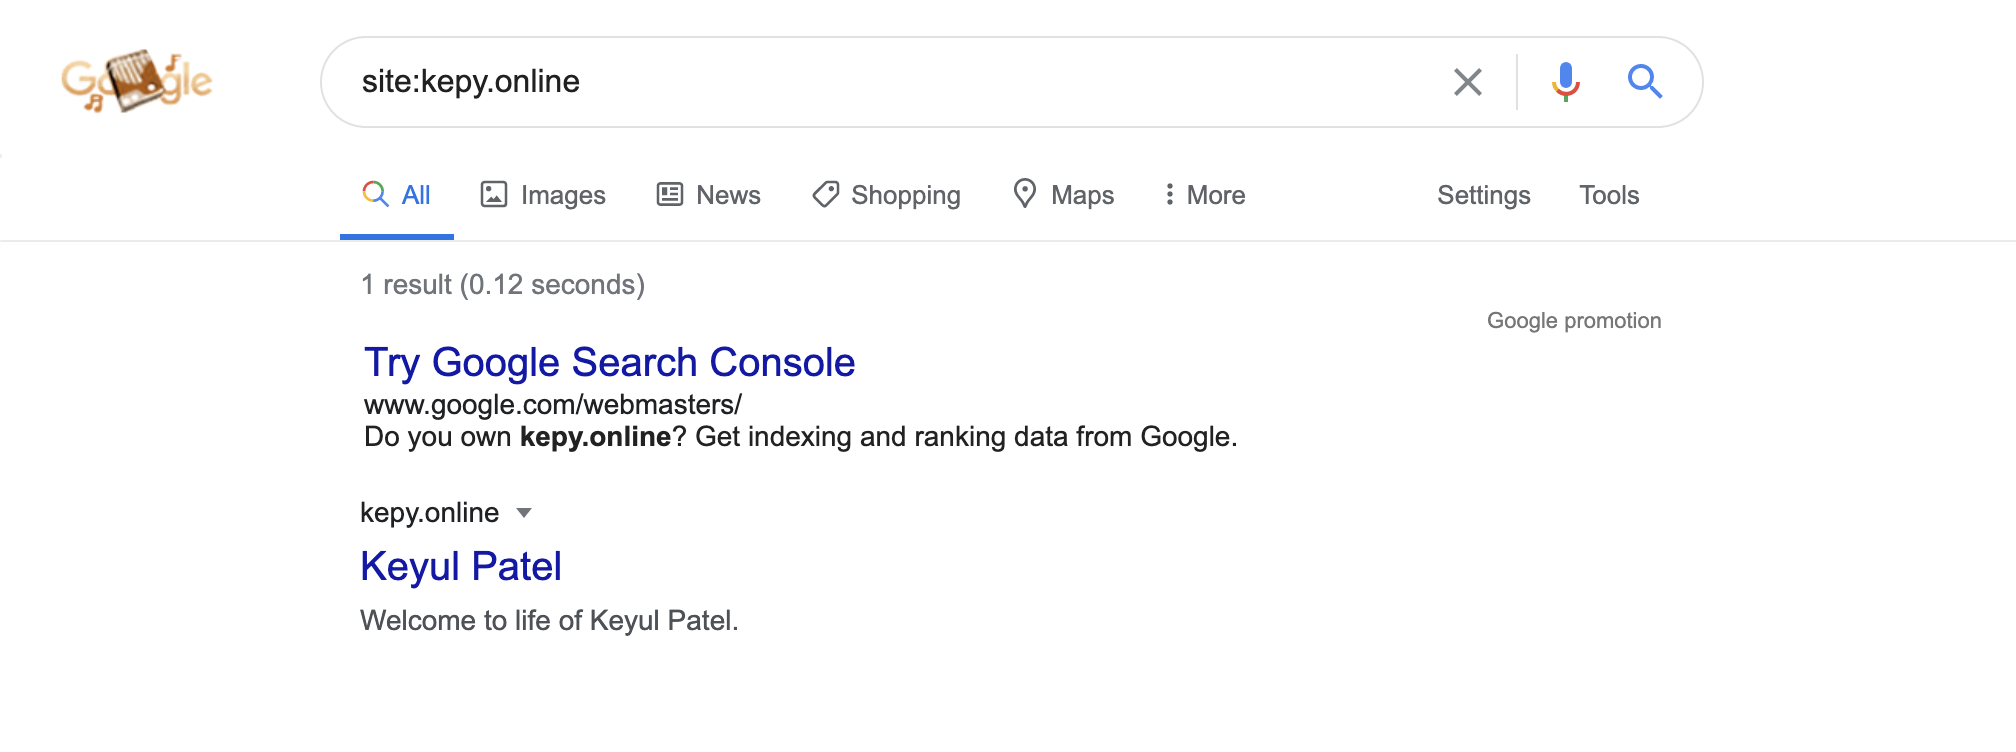 Google
site:kepy.online
All Images News Shopping Maps More Settings Tools
1 result (0.12 seconds)
Google promotion
Try Google Search Console
www.google.com/webmasters/
Do you own kepy.online? Get indexing and ranking data from Google.
kepy.online
Keyul Patel
Welcome to life of Keyul Patel.